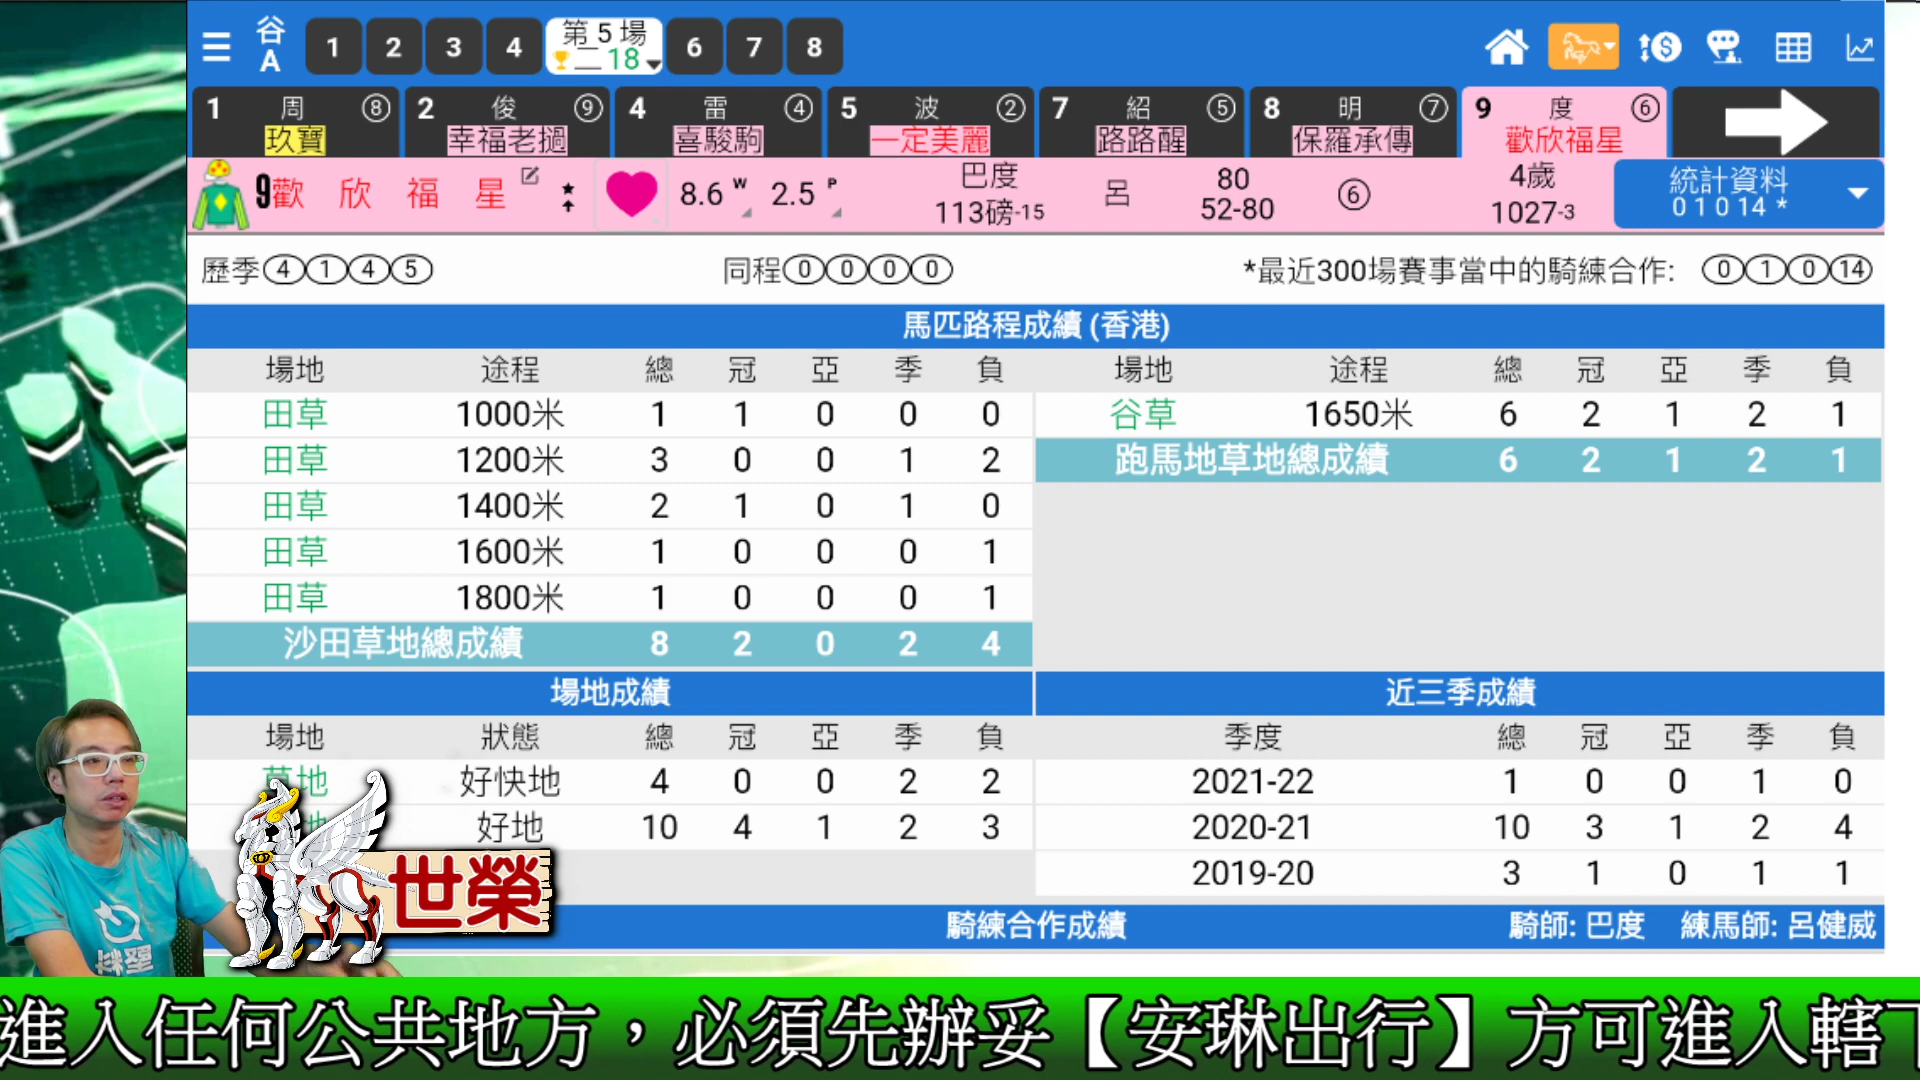 谷 A 1 2 3 4 第 5 場 二 18 6 7 8
1 周 ⑧ 玖寶
2 俊 ⑨ 幸福老撾
4 雷 ④ 喜駿駒
5 波 ② 一定美麗
7 紹 ⑤ 路路醒
8 明 ⑦ 保羅承傳
9 度 ⑥ 歡欣福星
9 歡欣福星 8.6 W 2.5 P 巴度 113磅-15 呂 80 52-80 ⑥ 4歲 1027-3 統計資料 0 1 0 14 *
歷季④①④⑤ 同程⓪⓪⓪⓪ *最近300場賽事當中的騎練合作: ⓪①⓪⑭
馬匹路程成績 (香港)
場地 途程 總 冠 亞 季 負 場地 途程 總 冠 亞 季 負
田草 1000米 1 1 0 0 0 谷草 1650米 6 2 1 2 1
田草 1200米 3 0 0 1 2 跑馬地草地總成績 6 2 1 2 1
田草 1400米 2 1 0 1 0
田草 1600米 1 0 0 0 1
田草 1800米 1 0 0 0 1
沙田草地總成績 8 2 0 2 4
場地成績 近三季成績
場地 狀態 總 冠 亞 季 負 季度 總 冠 亞 季 負
草地 好快地 4 0 0 2 2 2021-22 1 0 0 1 0
地 好地 10 4 1 2 3 2020-21 10 3 1 2 4
2019-20 3 1 0 1 1
世榮
騎練合作成績 騎師: 巴度 練馬師: 呂健威
進入任何公共地方，必須先辦妥【安琳出行】方可進入轄